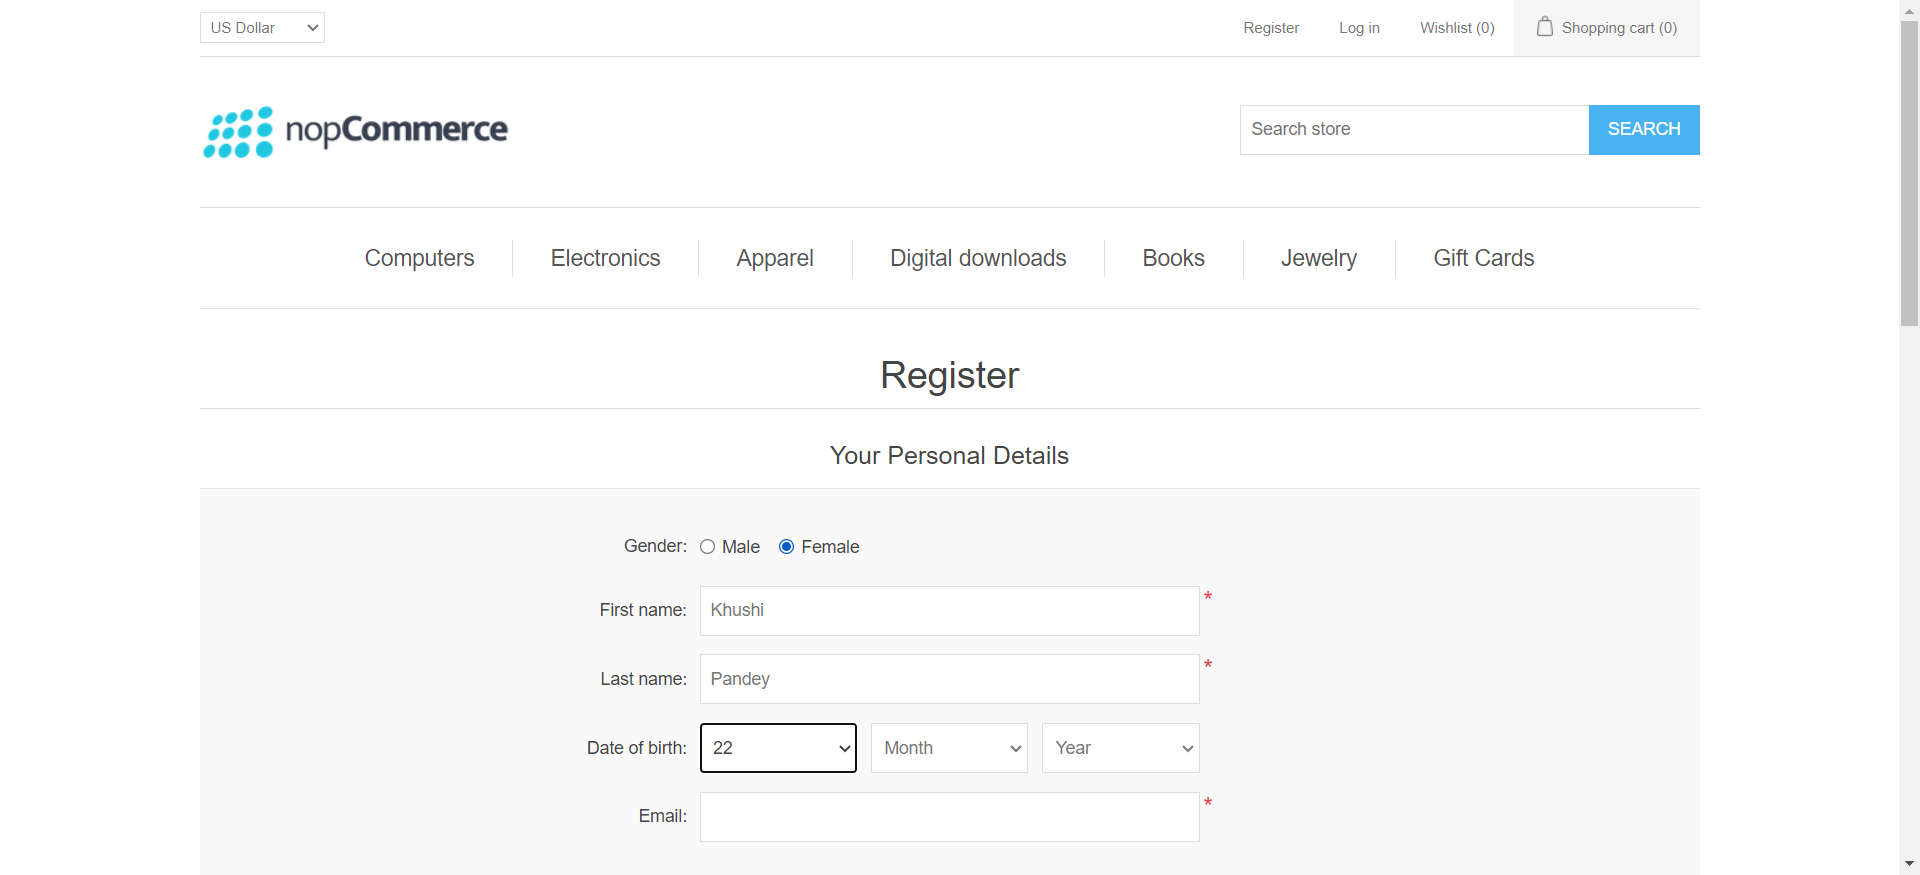 US Dollar Register Log in Wishlist (0) Shopping cart (0)
nopCommerce Search store SEARCH
Computers Electronics Apparel Digital downloads Books Jewelry Gift Cards
Register
Your Personal Details
Gender: Male Female
First name: Khushi *
Last name: Pandey *
Date of birth: 22 Month Year
Email: *